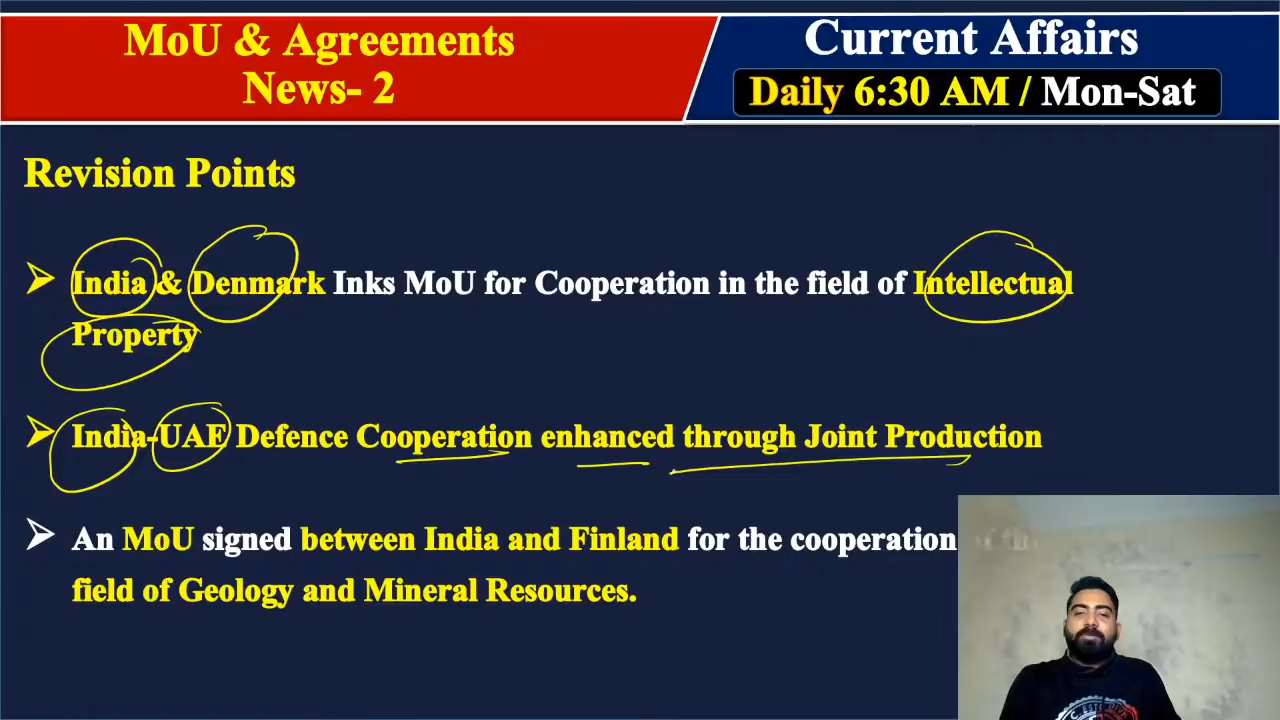 MoU & Agreements
News- 2
Current Affairs
Daily 6:30 AM / Mon-Sat
Revision Points
➢ India & Denmark Inks MoU for Cooperation in the field of Intellectual
Property
➢ India-UAE Defence Cooperation enhanced through Joint Production
➢ An MoU signed between India and Finland for the cooperation
field of Geology and Mineral Resources.